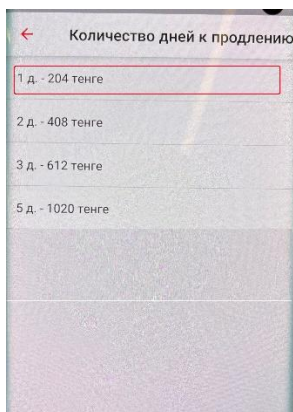 Количество дней к продлению
1 д. - 204 тенге
2 д. - 408 тенге
3 д. - 612 тенге
5 д. - 1020 тенге